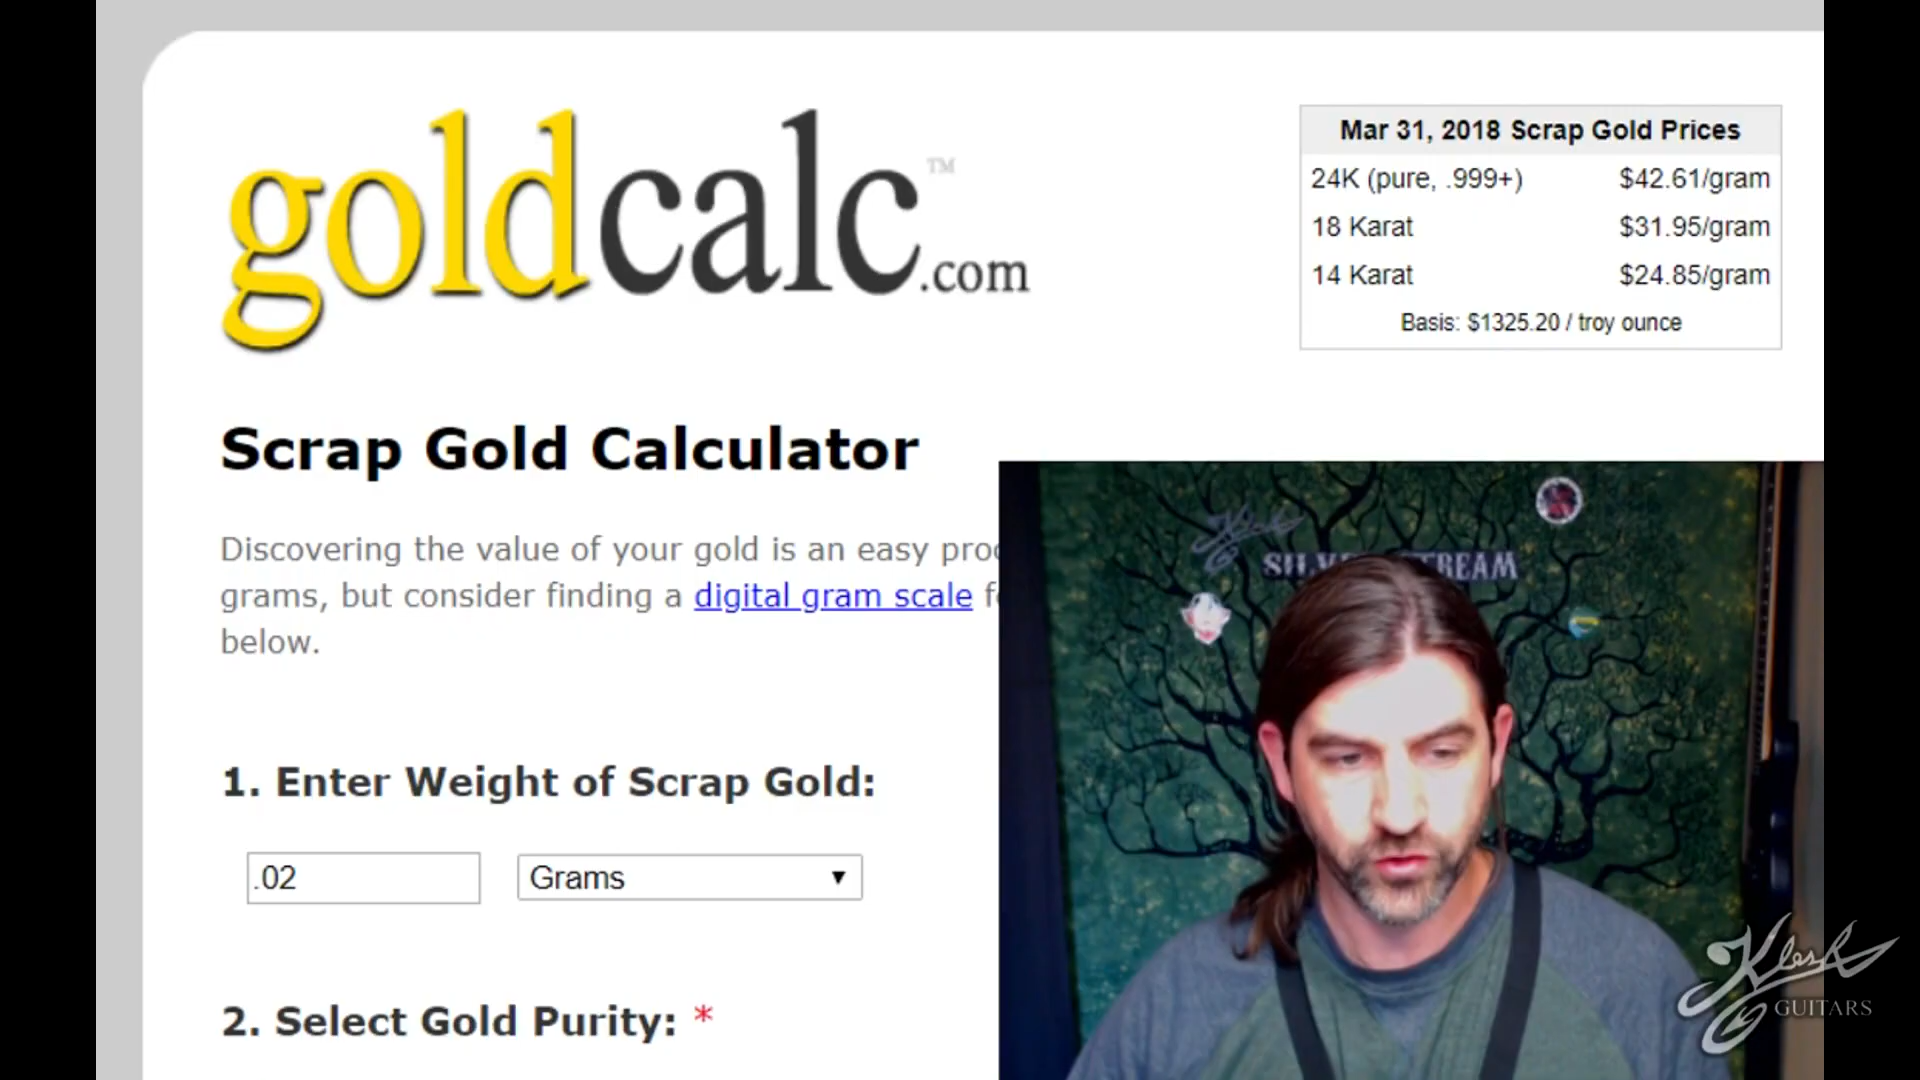 goldcalc.com
TM
Mar 31, 2018 Scrap Gold Prices
24K (pure, .999+) $42.61/gram
18 Karat $31.95/gram
14 Karat $24.85/gram
Basis: $1325.20 / troy ounce
Scrap Gold Calculator
Discovering the value of your gold is an easy
grams, but consider finding a digital gram scale
below.
1. Enter Weight of Scrap Gold:
.02 Grams
2. Select Gold Purity: *
Klesh
GUITARS